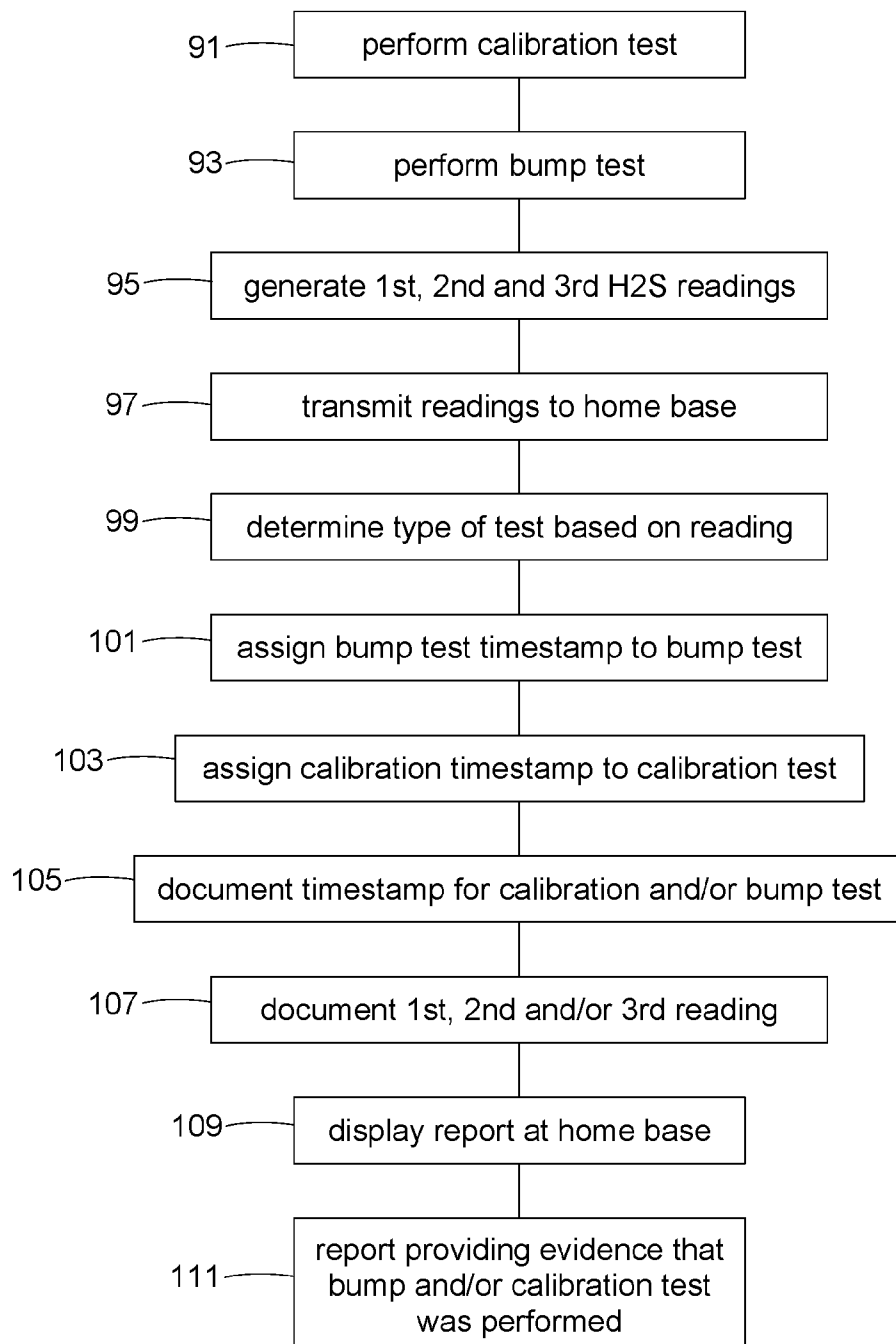 91 perform calibration test
93 perform bump test
95 generate 1st, 2nd and 3rd H2S readings
97 transmit readings to home base
99 determine type of test based on reading
101 assign bump test timestamp to bump test
103 assign calibration timestamp to calibration test
105 document timestamp for calibration and/or bump test
107 document 1st, 2nd and/or 3rd reading
109 display report at home base
report providing evidence that
111 bump and/or calibration test
was performed